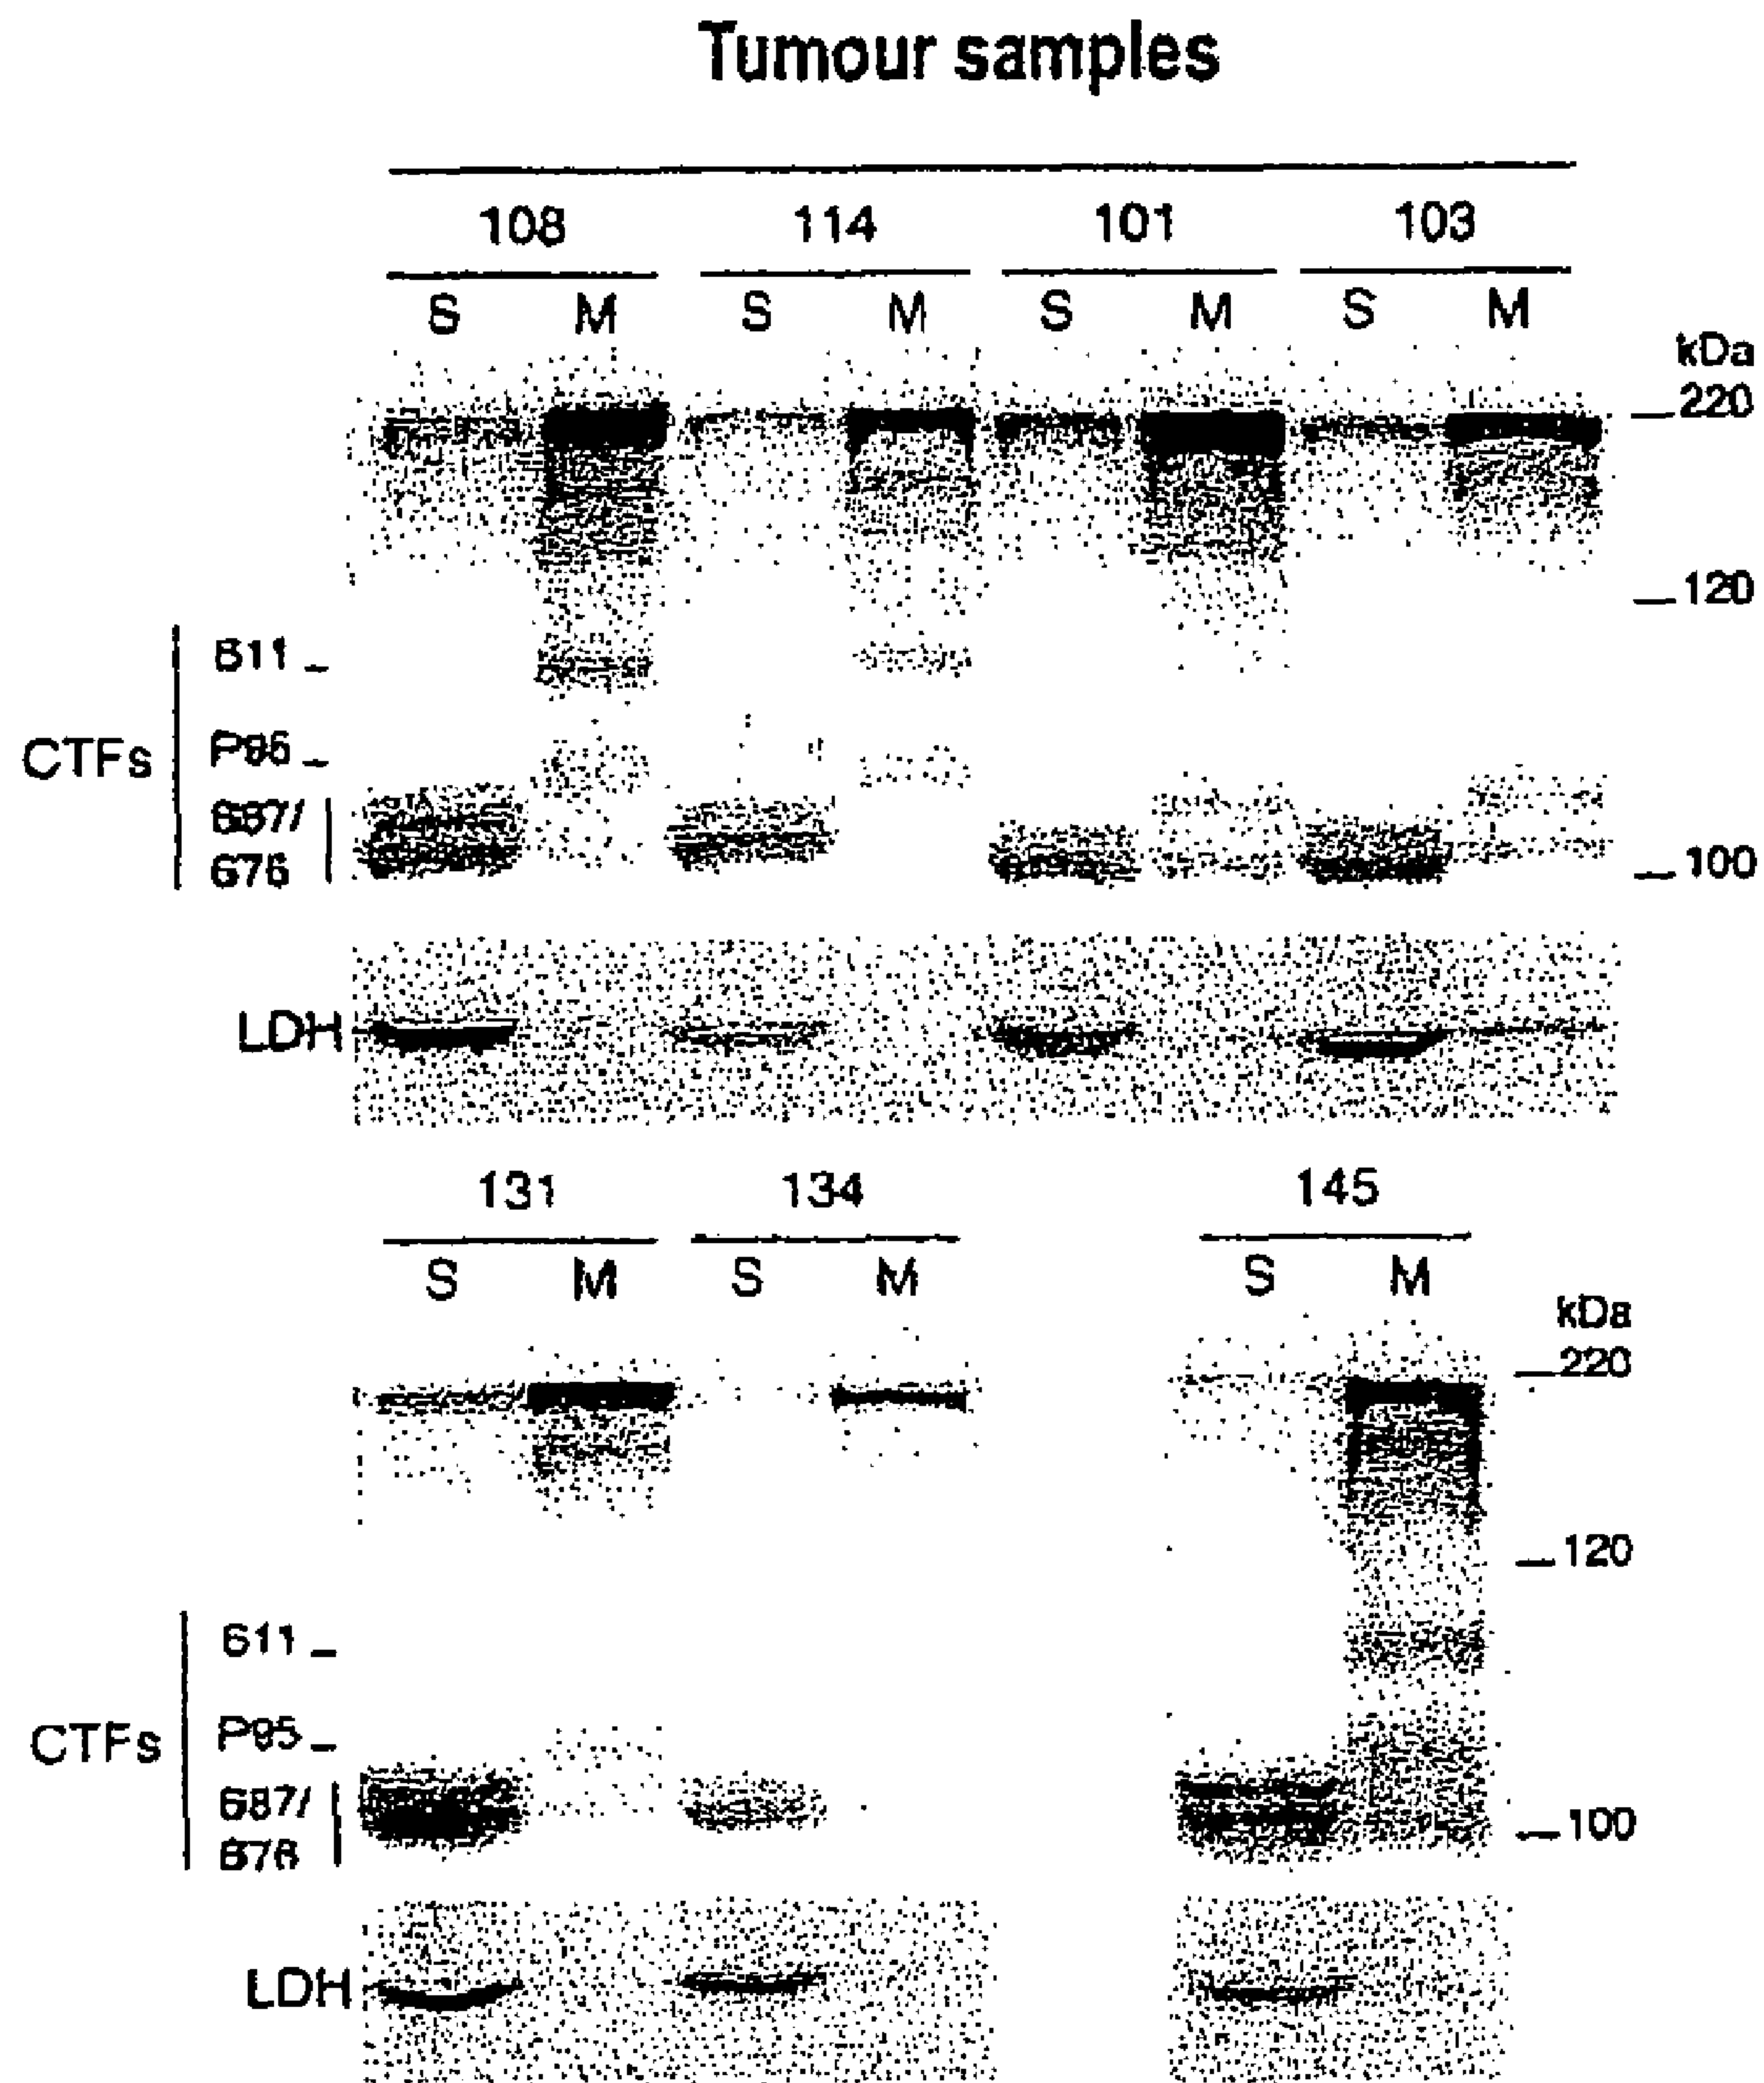 Tumour samples
108 114 101 103
S M S M S M S M
kDa
220
120
611
P95
CTFs
687/
676
100
LDH
131 134 145
S M S M S M
kDa
220
120
611
P95
CTFs
687/
676
100
LDH